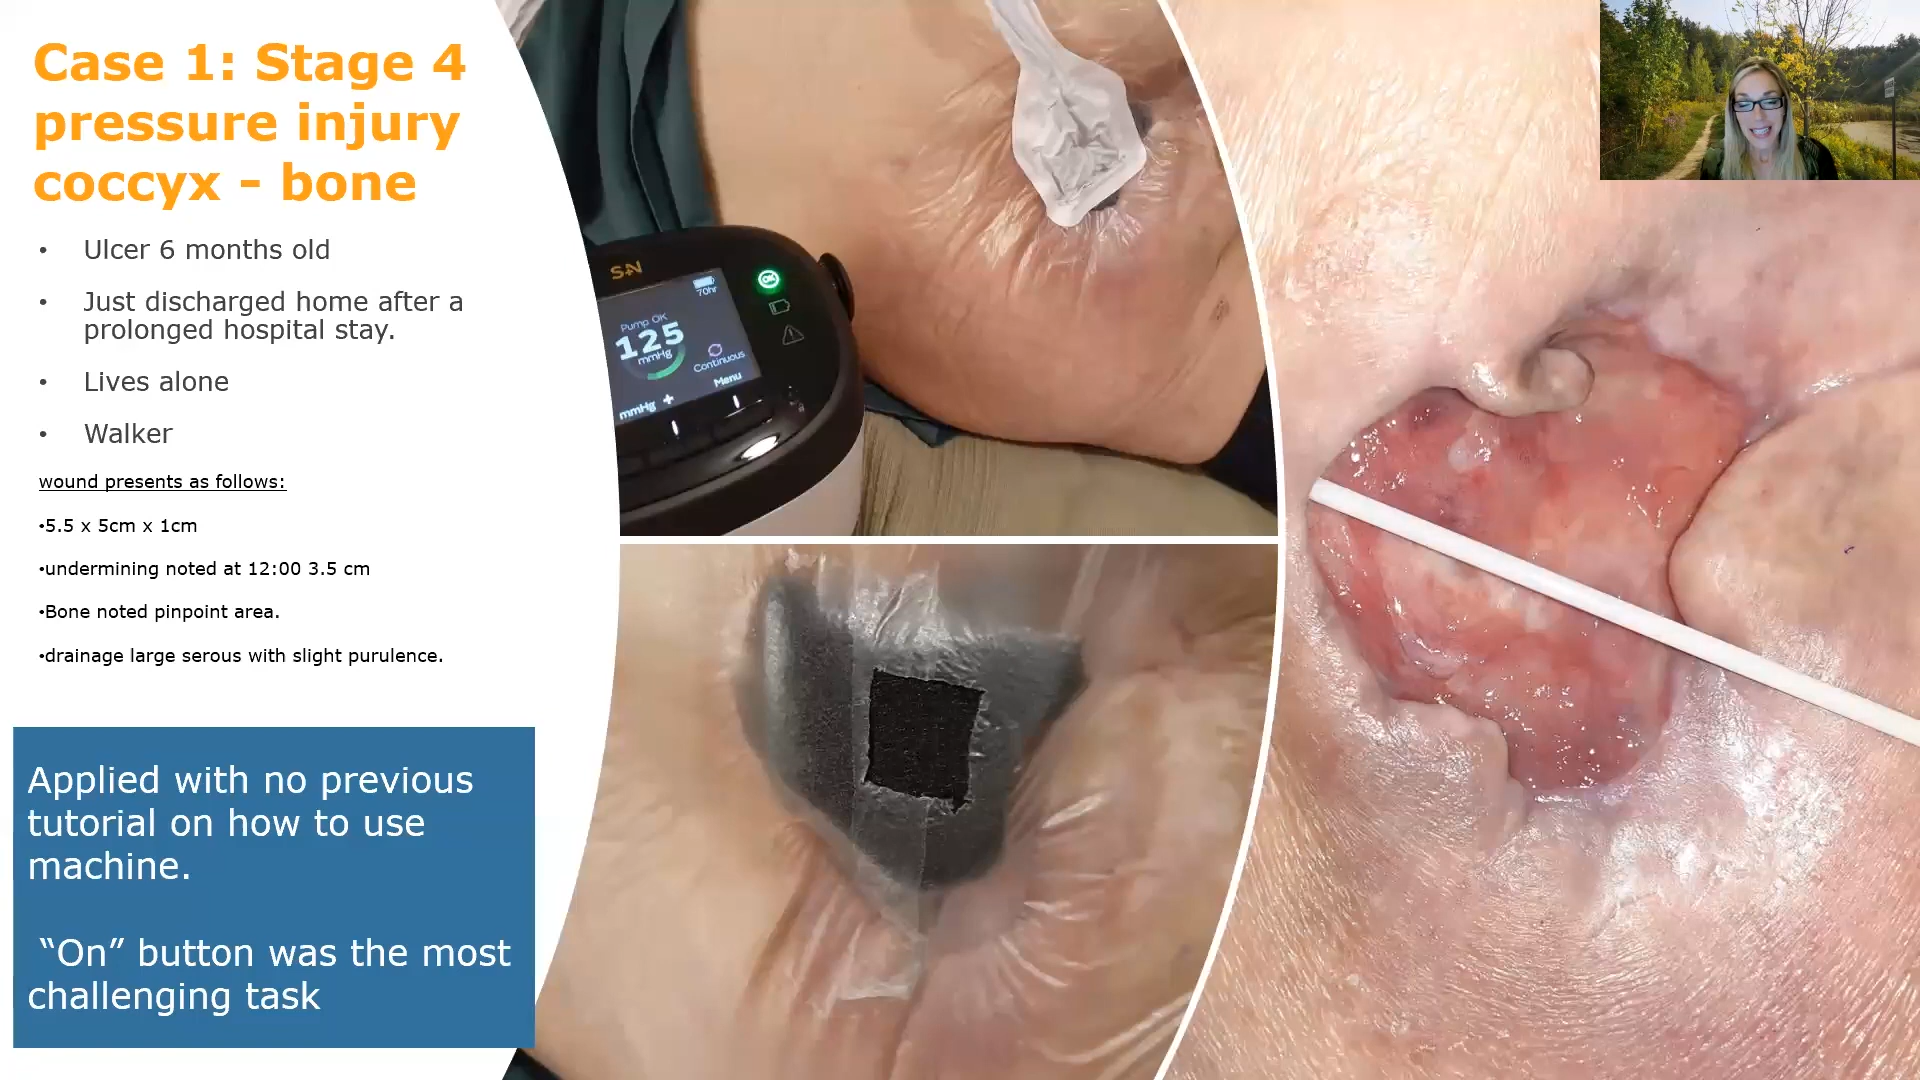 Case 1: Stage 4
pressure injury
coccyx - bone
• Ulcer 6 months old
• Just discharged home after a
prolonged hospital stay.
• Lives alone
• Walker
wound presents as follows:
•5.5 x 5cm x 1cm
•undermining noted at 12:00 3.5 cm
•Bone noted pinpoint area.
•drainage large serous with slight purulence.
Applied with no previous
tutorial on how to use
machine.
“On” button was the most
challenging task
S+N
70hr
OK
Pump OK
125
mmHg
Continuous
Menu
mmHg +